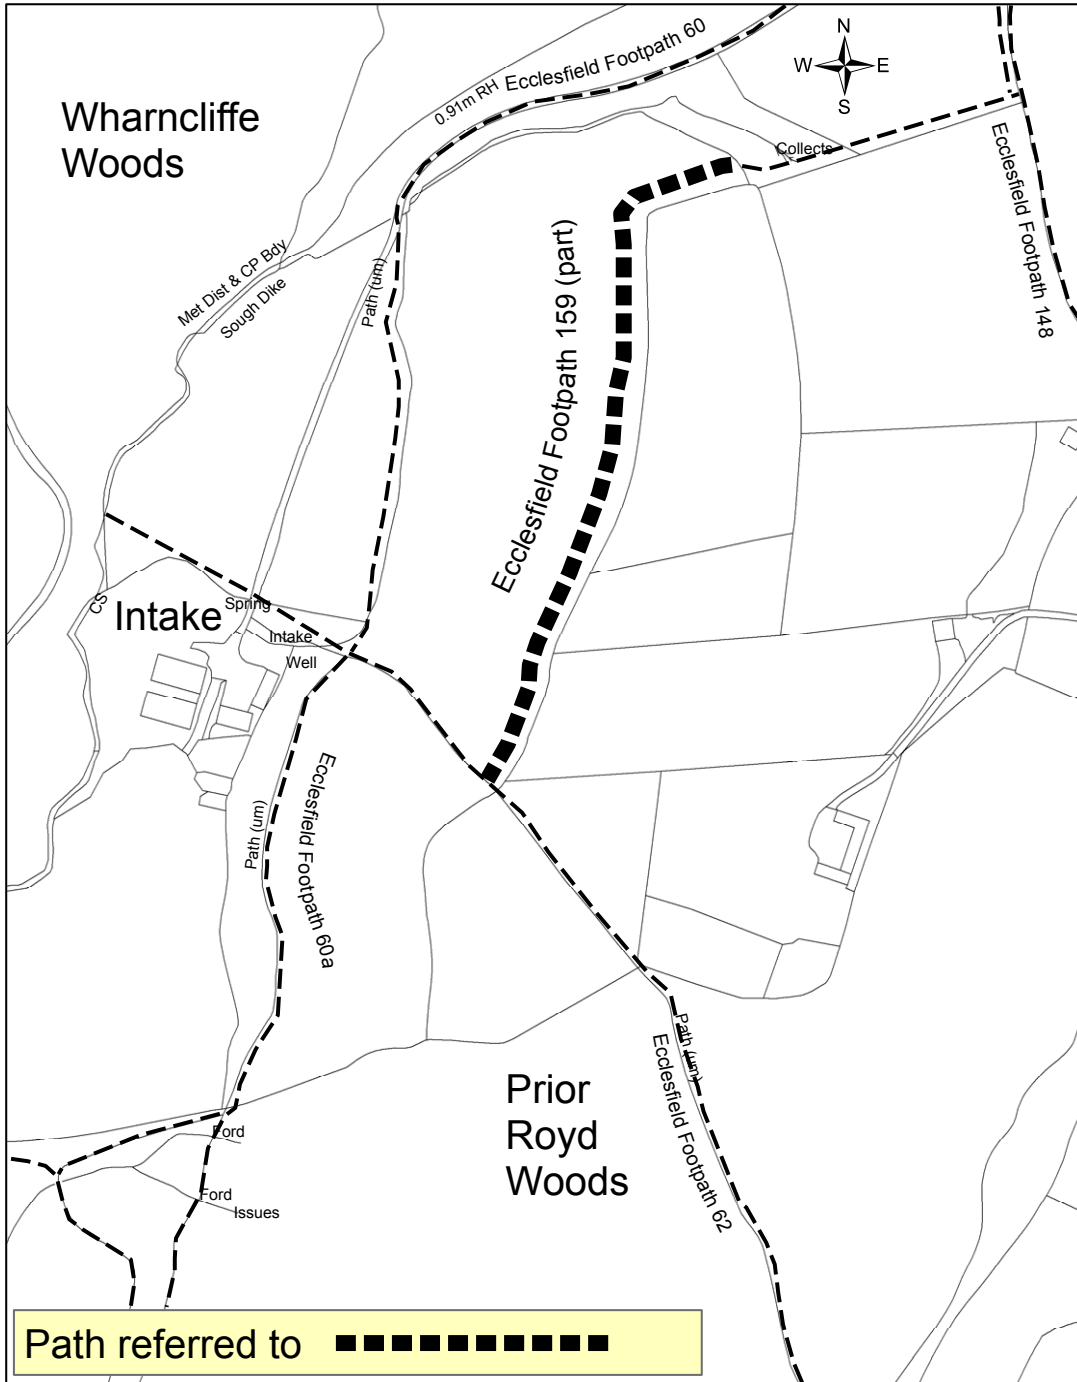 N
W
E
S
Ecclesfield Footpath 60
0.91m RH
Wharncliffe
Woods
Collects
Ecclesfield Footpath 148
Met Dist & CP Bdy
Sough Dike
Path (um)
Ecclesfield Footpath 159 (part)
CS
Intake
Spring
Intake
Well
Ecclesfield Footpath 60a
Path (um)
Path (um)
Ecclesfield Footpath 62
Prior
Royd
Woods
Ford
Ford
Issues
Path referred to